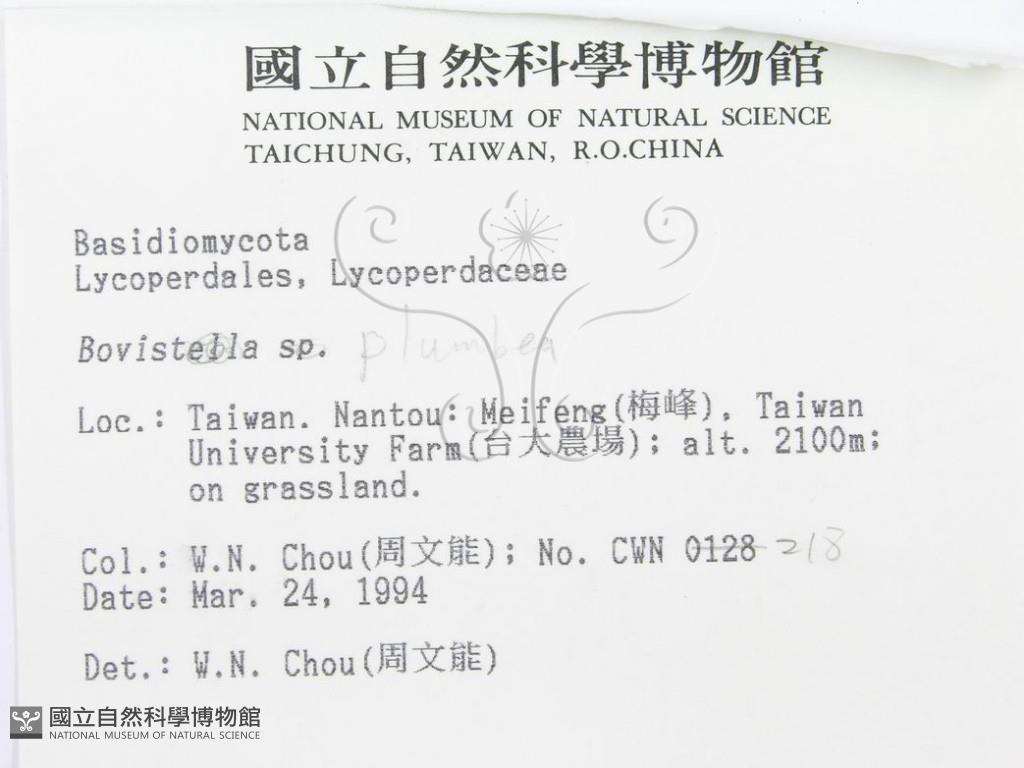 國立自然科學博物館
NATIONAL MUSEUM OF NATURAL SCIENCE
TAICHUNG, TAIWAN, R.O.CHINA
Basidiomycota
Lycoperdales, Lycoperdaceae
Bovistella sp. plumbea
Loc.: Taiwan. Nantou: Meifeng(梅峰), Taiwan
University Farm(台大農場); alt. 2100m;
on grassland.
Col.: W.N. Chou(周文能); No. CWN 0128 218
Date: Mar. 24, 1994
Det.: W.N. Chou(周文能)
國立自然科學博物館
NATIONAL MUSEUM OF NATURAL SCIENCE